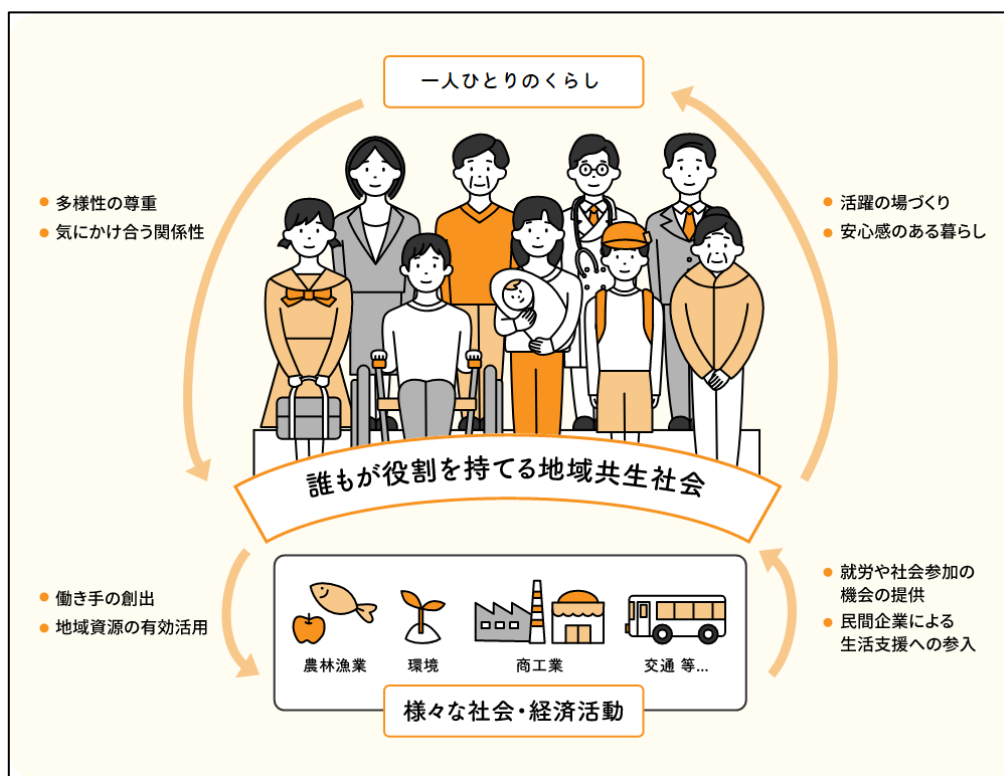 一人ひとりのくらし
多様性の尊重
気にかけ合う関係性
活躍の場づくり
安心感のある暮らし
誰もが役割を持てる地域共生社会
働き手の創出
地域資源の有効活用
就労や社会参加の
機会の提供
民間企業による
生活支援への参入
農林漁業
環境
商工業
交通 等...
様々な社会・経済活動